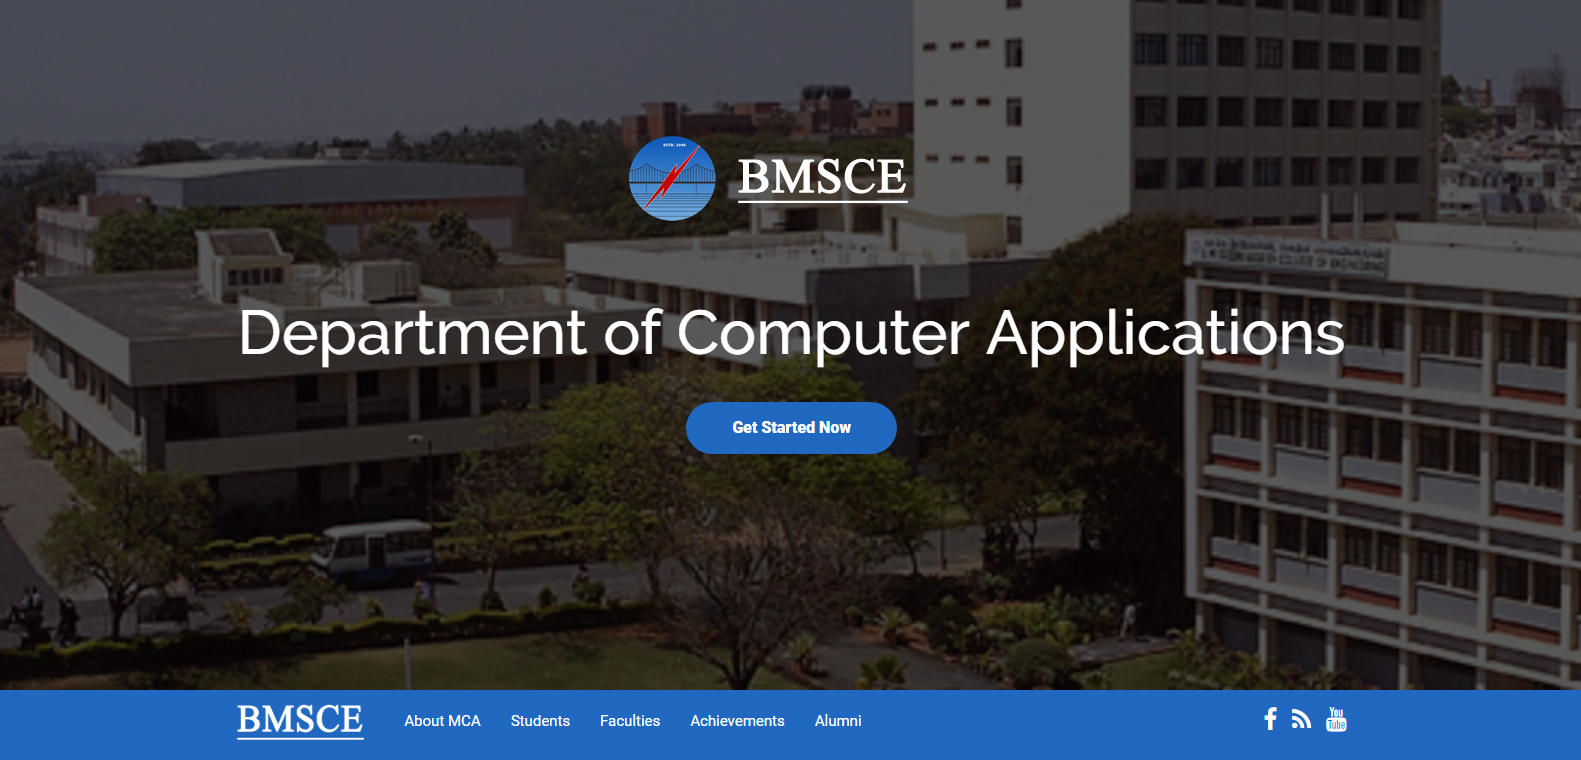 ESTD. 1946
BMSCE
Department of Computer Applications
Get Started Now
BMSCE
About MCA
Students
Faculties
Achievements
Alumni
You
Tube